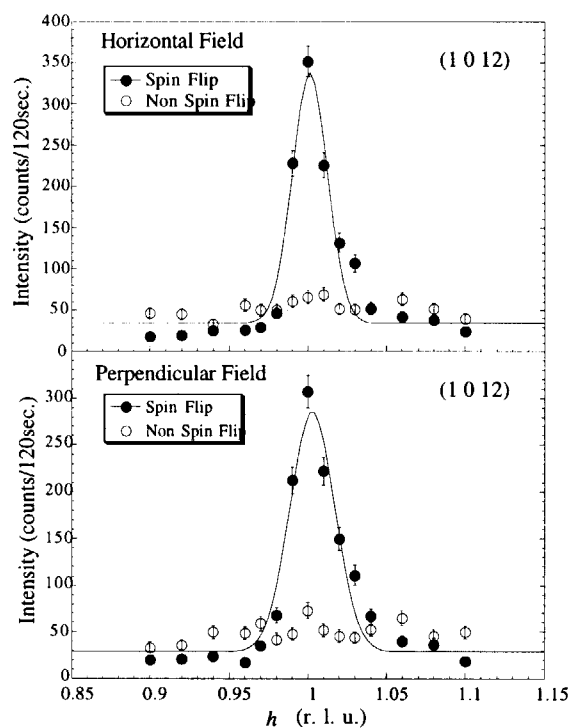 400
350
300
250
200
150
100
50
0
Intensity (counts/120sec.)
Horizontal Field
(1 0 12)
Spin Flip
Non Spin Flip
300
250
200
150
100
50
0
Intensity (counts/120sec.)
Perpendicular Field
(1 0 12)
Spin Flip
Non Spin Flip
0.85
0.9
0.95
1
1.05
1.1
1.15
h (r. l. u.)